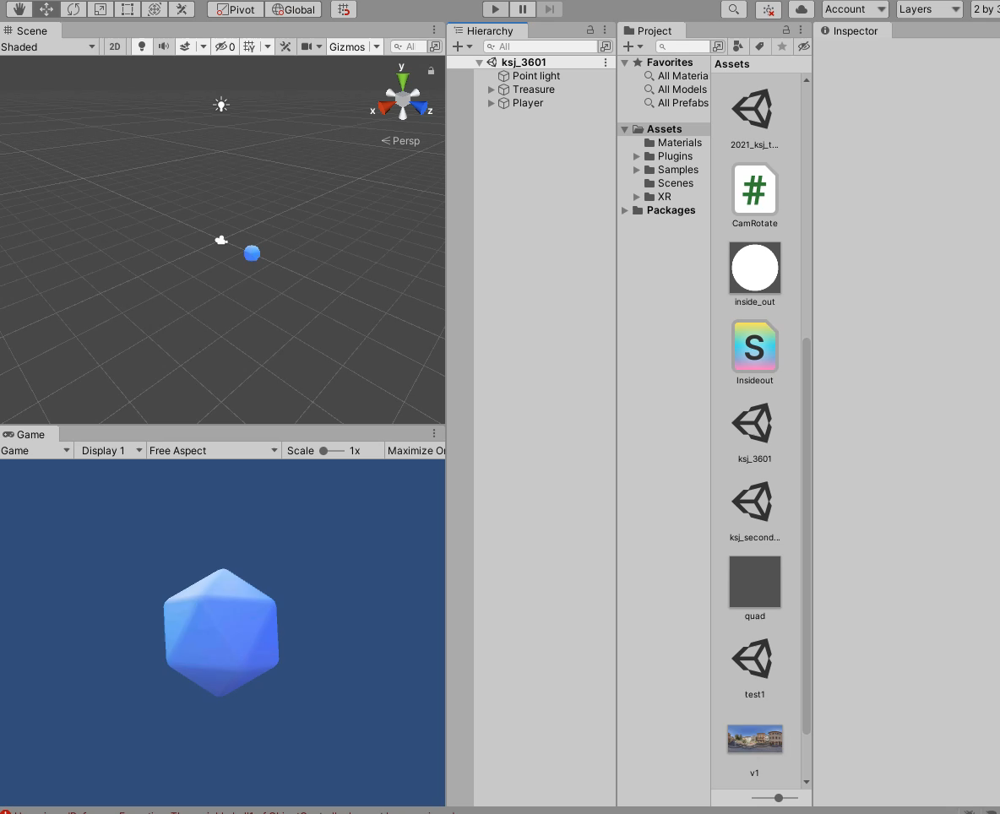 Pivot
Global
Account
Layers
2 by 3
Scene
Hierarchy
Project
Inspector
Shaded
2D
0
Gizmos
All
All
ksj_3601
Point light
Treasure
Player
Favorites
All Materia
All Models
All Prefabs
Assets
Materials
Plugins
Samples
Scenes
XR
Packages
Assets
2021_ksj_t...
#
CamRotate
inside_out
S
Insideout
ksj_3601
ksj_second...
quad
test1
v1
y
x
z
Persp
Game
Game
Display 1
Free Aspect
Scale
1x
Maximize On